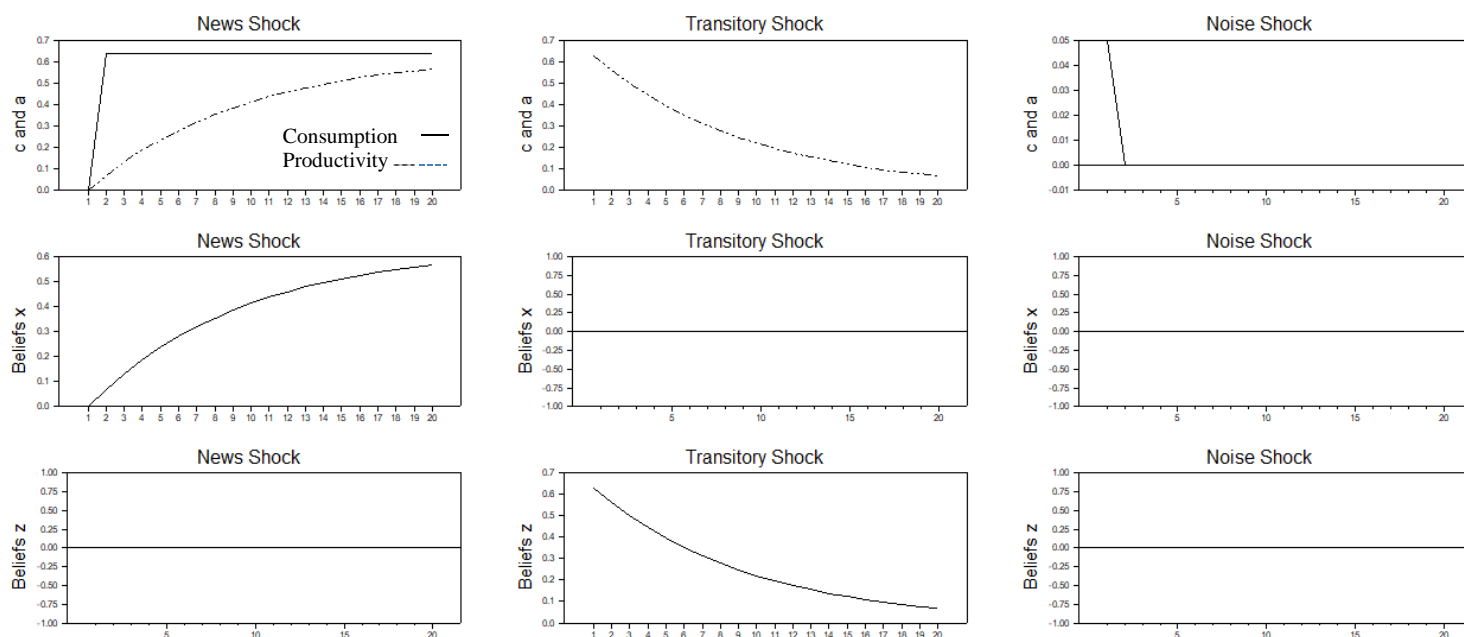 News Shock
Transitory Shock
Noise Shock
c and a
0.7
0.6
0.5
0.4
0.3
0.2
0.1
0.0
Consumption
Productivity
1 2 3 4 5 6 7 8 9 10 11 12 13 14 15 16 17 18 19 20
c and a
0.7
0.6
0.5
0.4
0.3
0.2
0.1
0.0
1 2 3 4 5 6 7 8 9 10 11 12 13 14 15 16 17 18 19 20
c and a
0.05
0.04
0.03
0.02
0.01
0.00
-0.01
5 10 15 20
News Shock
Transitory Shock
Noise Shock
Beliefs x
0.6
0.5
0.4
0.3
0.2
0.1
0.0
1 2 3 4 5 6 7 8 9 10 11 12 13 14 15 16 17 18 19 20
Beliefs x
1.00
0.75
0.50
0.25
0.00
-0.25
-0.50
-0.75
-1.00
5 10 15 20
Beliefs x
1.00
0.75
0.50
0.25
0.00
-0.25
-0.50
-0.75
-1.00
5 10 15 20
News Shock
Transitory Shock
Noise Shock
Beliefs z
1.00
0.75
0.50
0.25
0.00
-0.25
-0.50
-0.75
-1.00
5 10 15 20
Beliefs z
0.7
0.6
0.5
0.4
0.3
0.2
0.1
0.0
1 2 3 4 5 6 7 8 9 10 11 12 13 14 15 16 17 18 19 20
Beliefs z
1.00
0.75
0.50
0.25
0.00
-0.25
-0.50
-0.75
-1.00
5 10 15 20